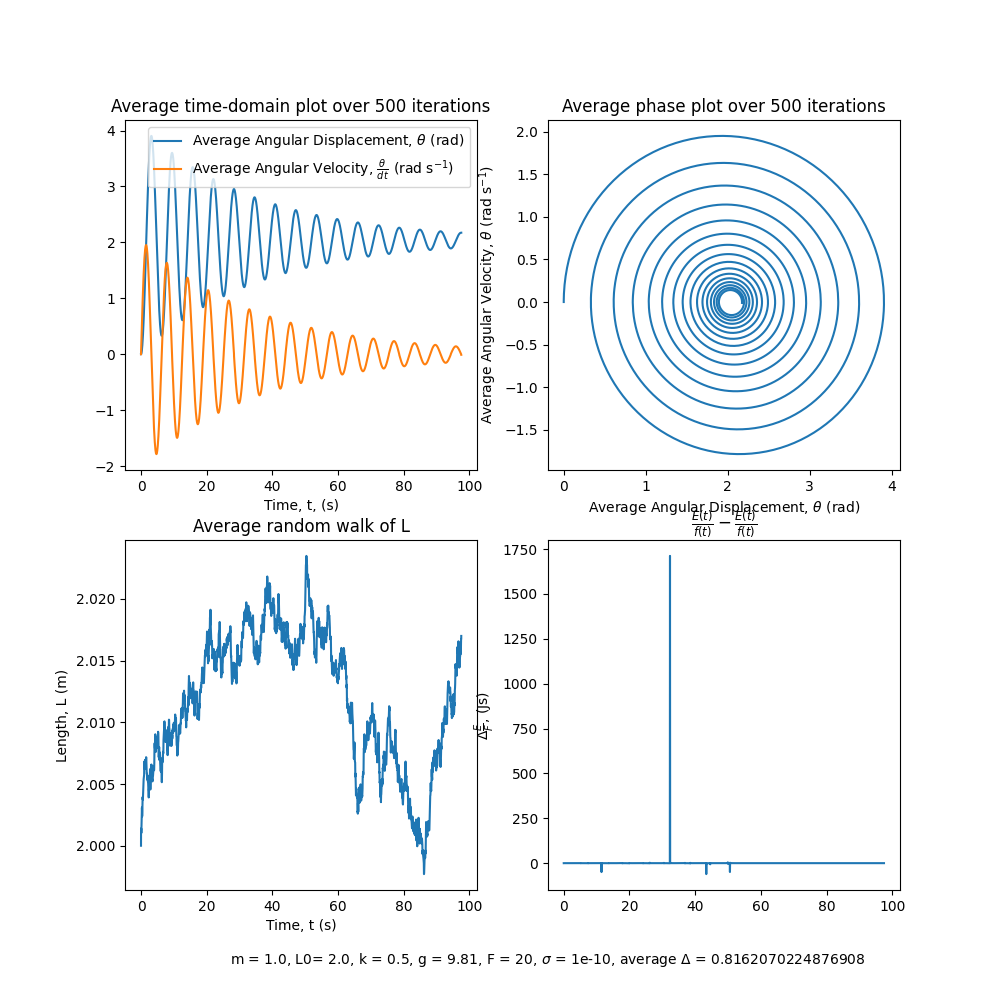 Average time-domain plot over 500 iterations
Average Angular Displacement, θ (rad)
Average Angular Velocity, θ/dt (rad s⁻¹)
4
3
2
1
0
−1
−2
0 20 40 60 80 100
Time, t, (s)
Average phase plot over 500 iterations
Average Angular Velocity, θ (rad s⁻¹)
2.0
1.5
1.0
0.5
0.0
−0.5
−1.0
−1.5
0 1 2 3 4
Average Angular Displacement, θ (rad)
Average random walk of L
Length, L (m)
2.020
2.015
2.010
2.005
2.000
0 20 40 60 80 100
Time, t (s)
E(t)/f(t) − E(t)/f(t)
Δ E/F, (Js)
1750
1500
1250
1000
750
500
250
0
0 20 40 60 80 100
m = 1.0, L0= 2.0, k = 0.5, g = 9.81, F = 20, σ = 1e-10, average Δ = 0.8162070224876908